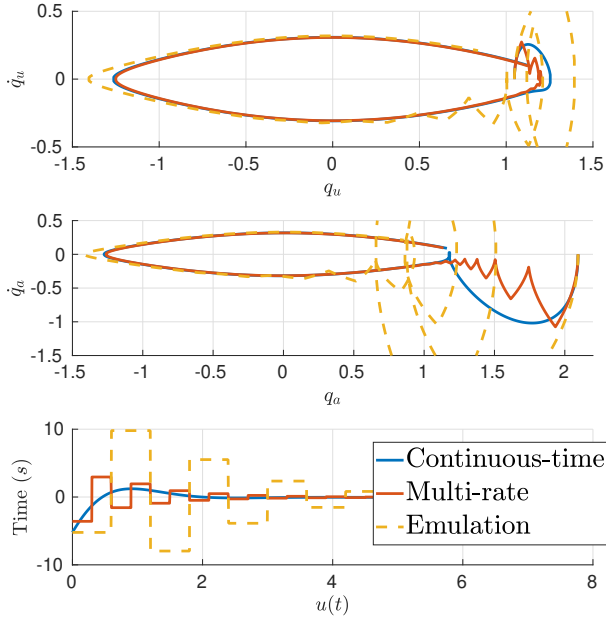 0.5
0
-0.5
q̇_u
-1.5 -1 -0.5 0 0.5 1 1.5
q_u
0.5
0
-0.5
-1
-1.5
q̇_a
-1.5 -1 -0.5 0 0.5 1 1.5 2
q_a
10
0
-10
Time (s)
Continuous-time
Multi-rate
Emulation
0 2 4 6 8
u(t)